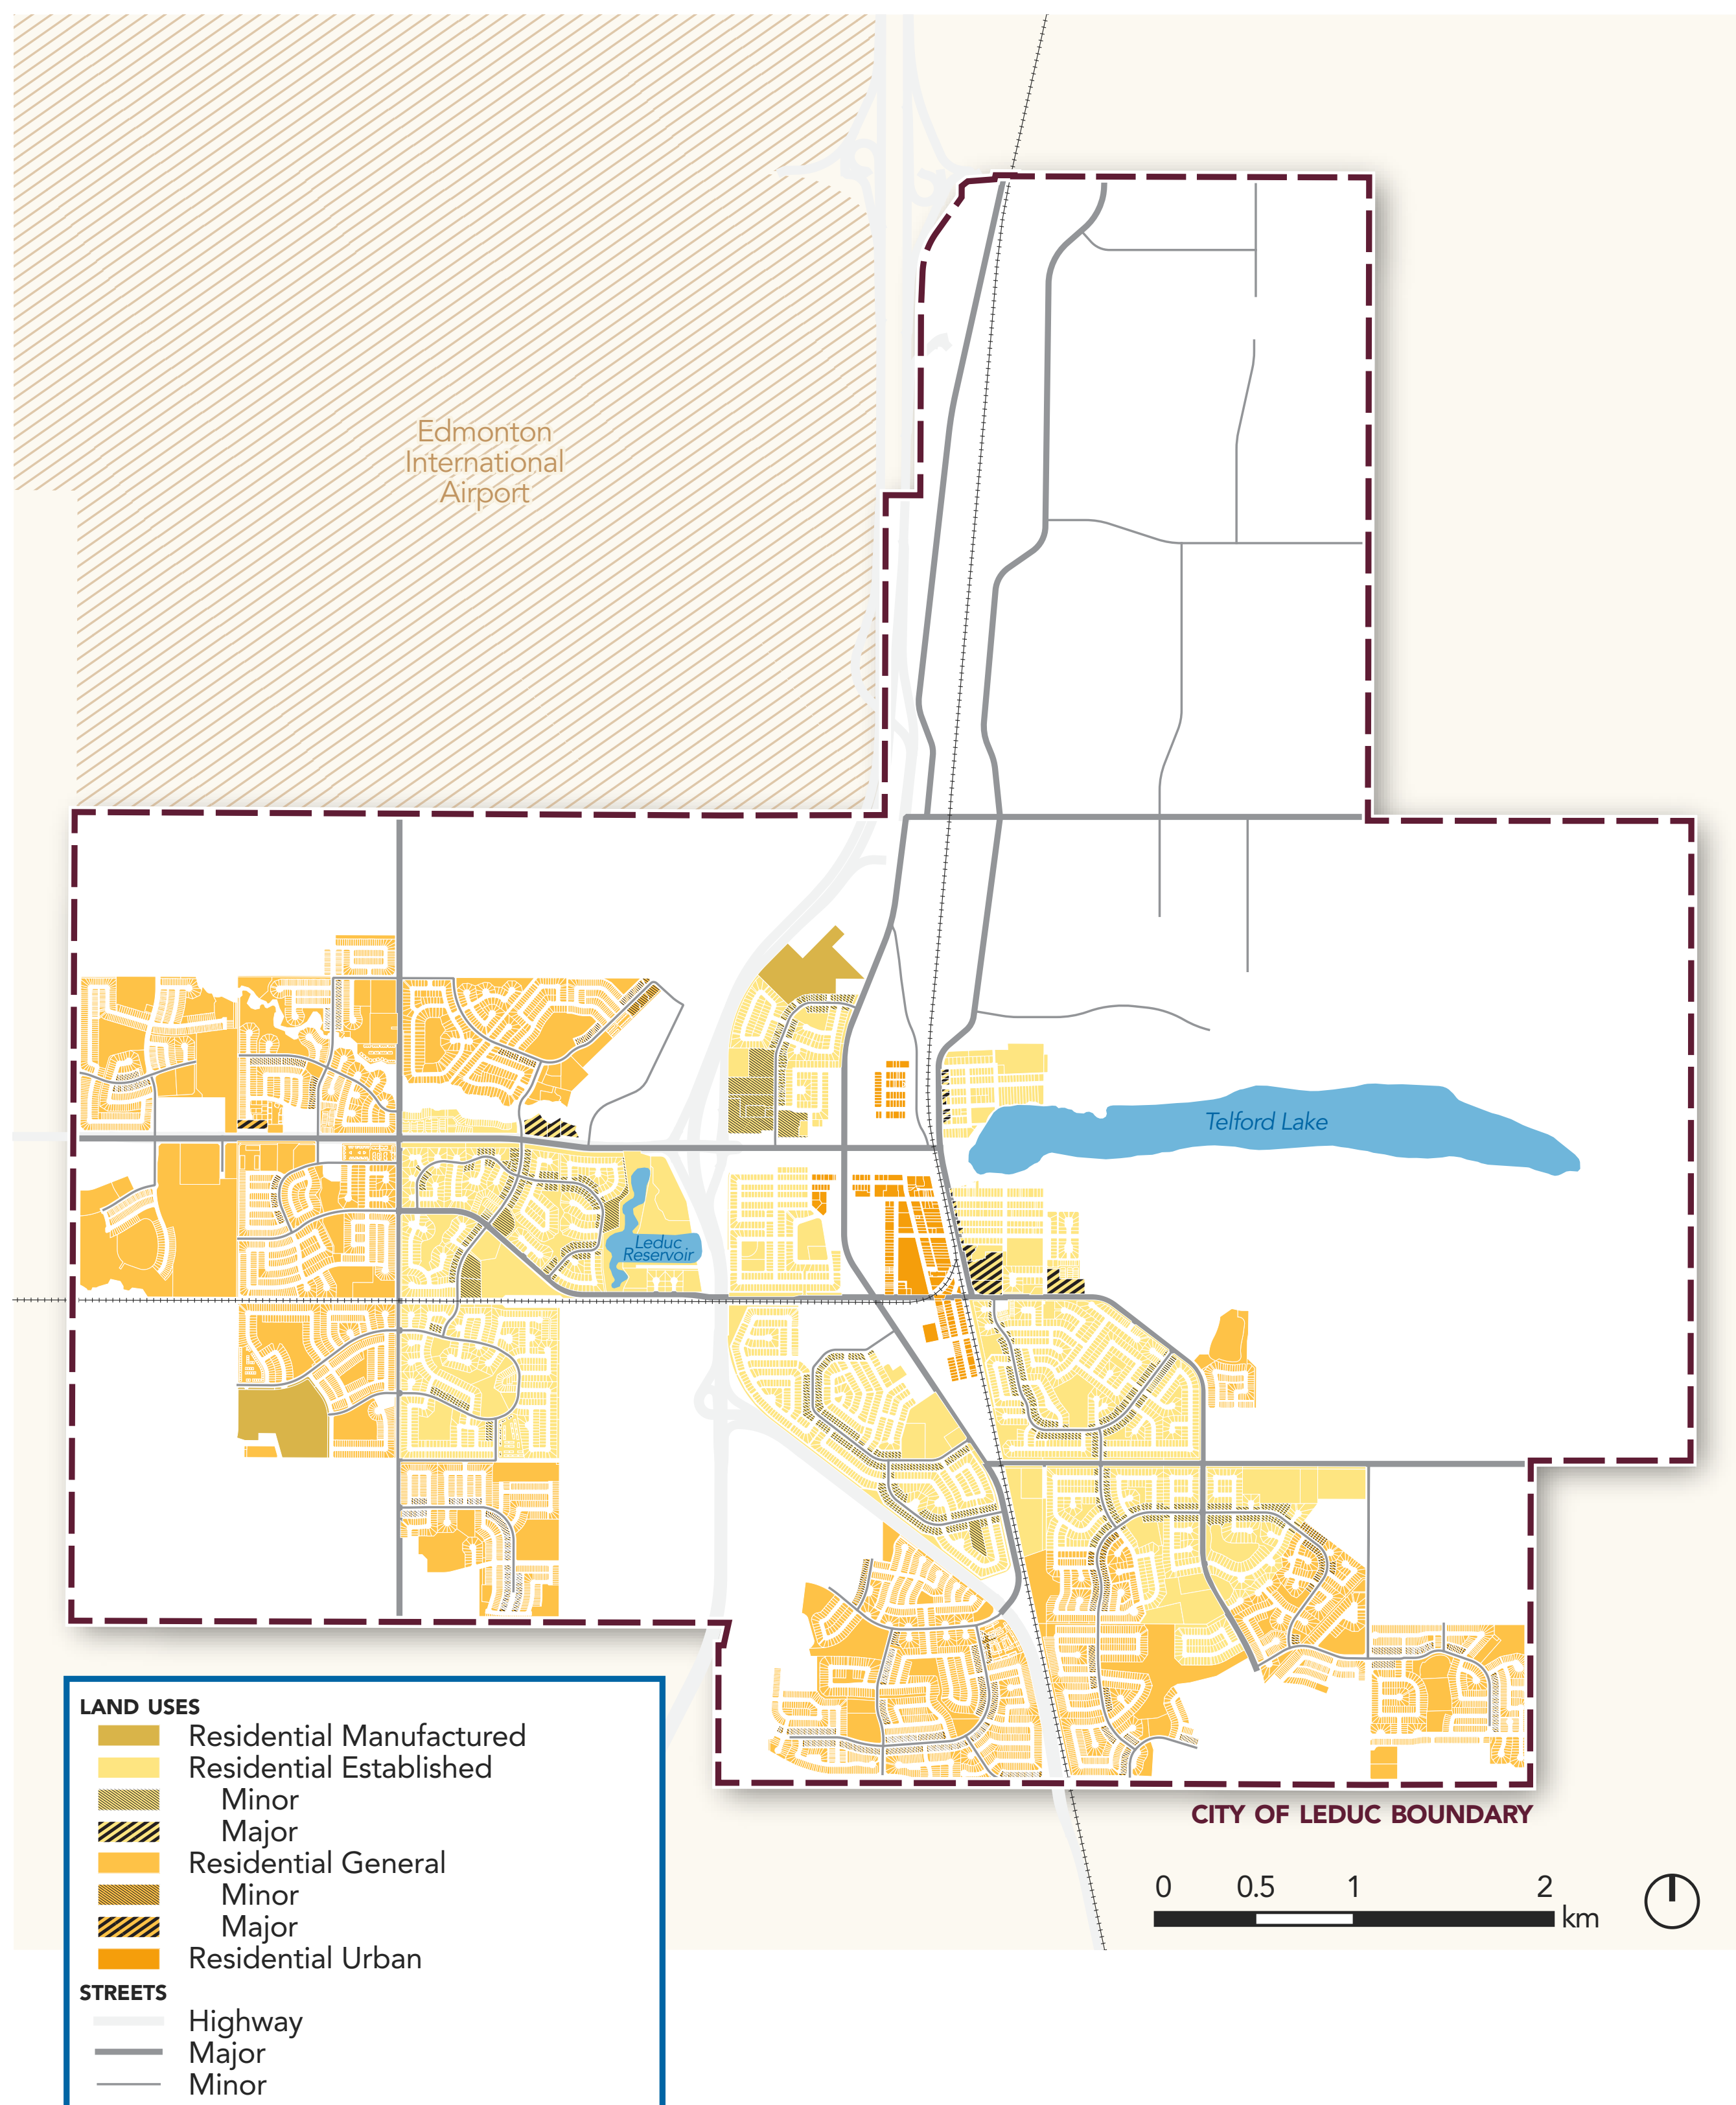 Edmonton
International
Airport
Telford Lake
Leduc
Reservoir
LAND USES
Residential Manufactured
Residential Established
Minor
Major
Residential General
Minor
Major
Residential Urban
STREETS
Highway
Major
Minor
CITY OF LEDUC BOUNDARY
0 0.5 1 2
km